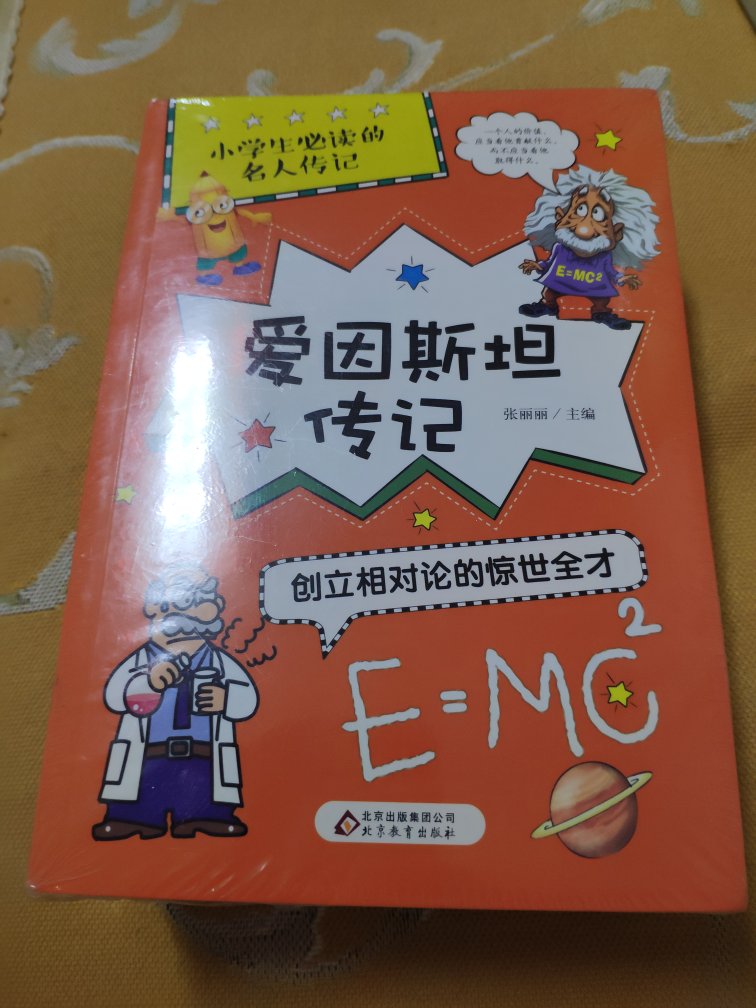 小学生必读的
名人传记
一个人的价值，
应当看他贡献什么，
而不应当看他
取得什么。
E=MC²
爱因斯坦
传记
张丽丽／主编
创立相对论的惊世全才
E=MC²
北京出版集团公司
北京教育出版社